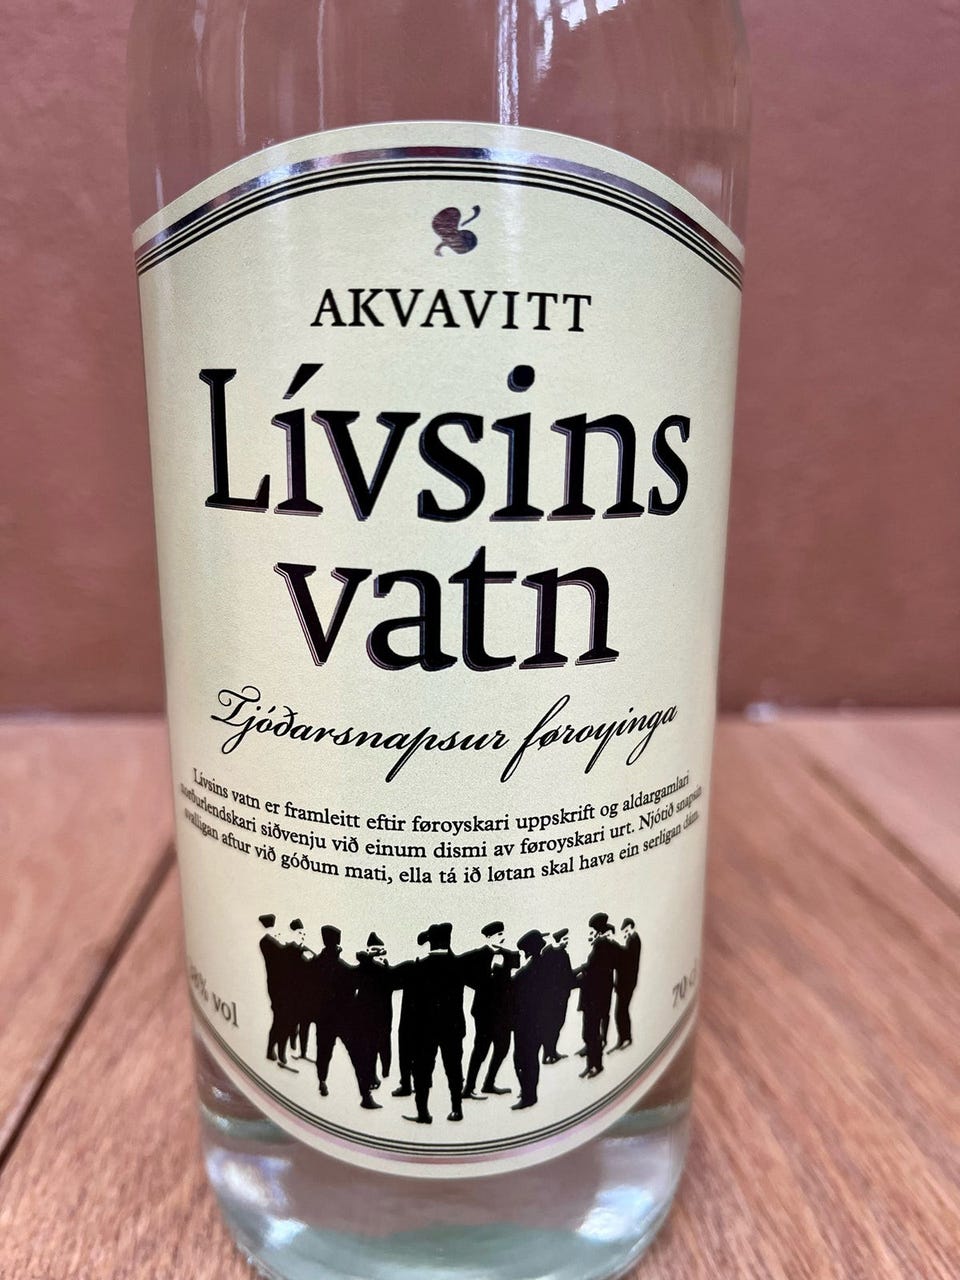 AKVAVITT
Lívsins
vatn
Tjóðarsnapsur føroyinga
Lívsins vatn er framleitt eftir føroyskari uppskrift og aldargamlari
norðurlendskari siðvenju við einum dismi av føroyskari urt. Njótið snapsin
svalligan aftur við góðum mati, ella tá ið løtan skal hava ein serligan dám.
% vol
70 c